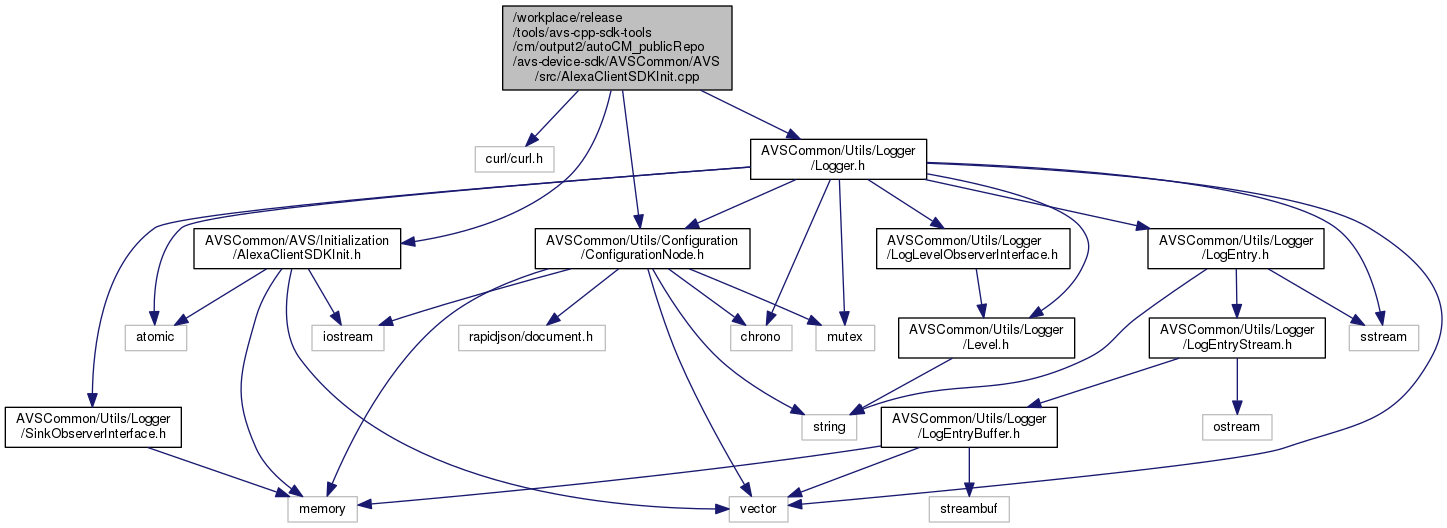 /workplace/release
/tools/avs-cpp-sdk-tools
/cm/output2/autoCM_publicRepo
/avs-device-sdk/AVSCommon/AVS
/src/AlexaClientSDKInit.cpp
curl/curl.h
AVSCommon/Utils/Logger
/Logger.h
AVSCommon/AVS/Initialization
/AlexaClientSDKInit.h
AVSCommon/Utils/Configuration
/ConfigurationNode.h
AVSCommon/Utils/Logger
/LogLevelObserverInterface.h
AVSCommon/Utils/Logger
/LogEntry.h
atomic
iostream
rapidjson/document.h
chrono
mutex
AVSCommon/Utils/Logger
/Level.h
AVSCommon/Utils/Logger
/LogEntryStream.h
sstream
AVSCommon/Utils/Logger
/SinkObserverInterface.h
string
AVSCommon/Utils/Logger
/LogEntryBuffer.h
ostream
memory
vector
streambuf